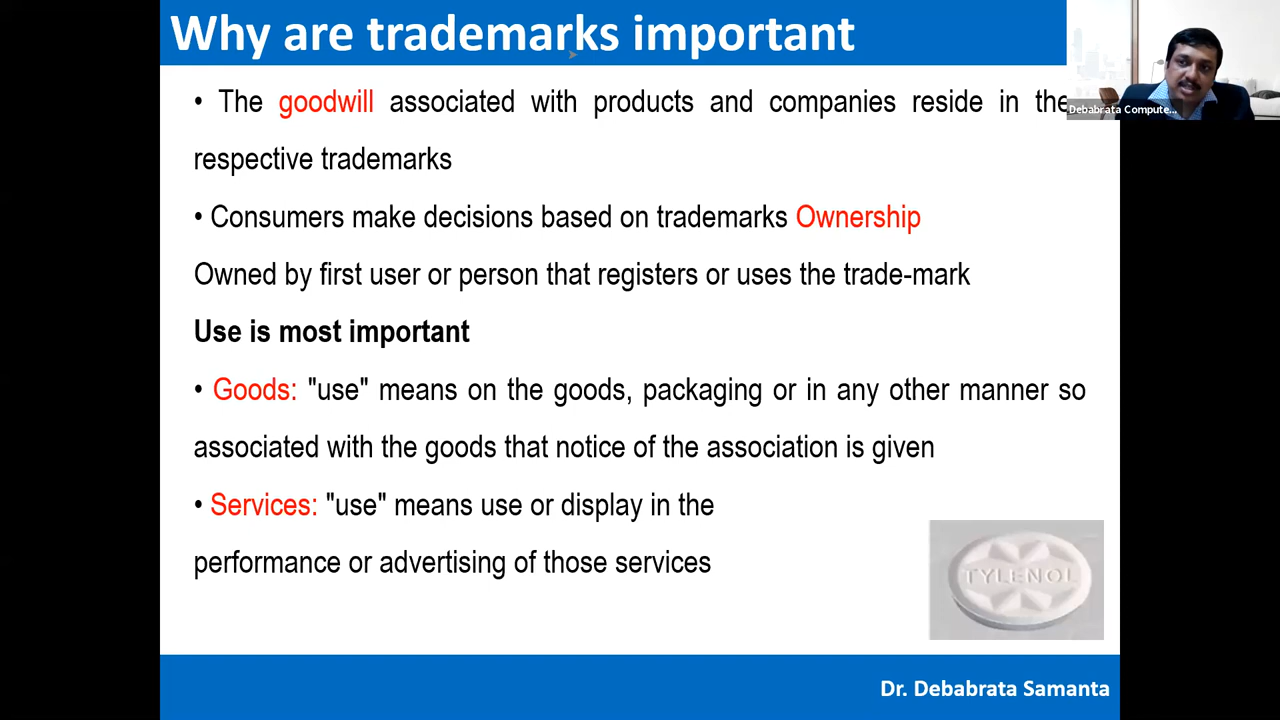 Why are trademarks important
• The goodwill associated with products and companies reside in the
respective trademarks
• Consumers make decisions based on trademarks Ownership
Owned by first user or person that registers or uses the trade-mark
Use is most important
• Goods: "use" means on the goods, packaging or in any other manner so
associated with the goods that notice of the association is given
• Services: "use" means use or display in the
performance or advertising of those services
TYLENOL
Dr. Debabrata Samanta
Debabrata Compute...